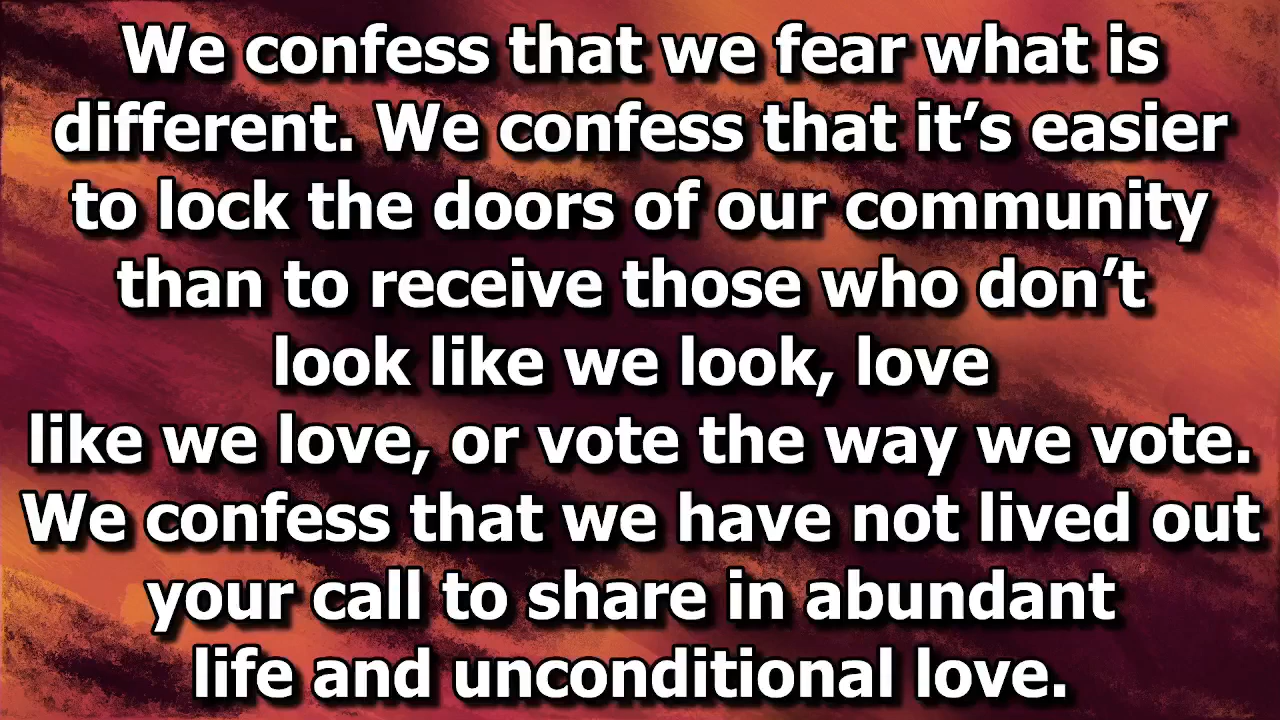 We confess that we fear what is
different. We confess that it’s easier
to lock the doors of our community
than to receive those who don’t
look like we look, love
like we love, or vote the way we vote.
We confess that we have not lived out
your call to share in abundant
life and unconditional love.